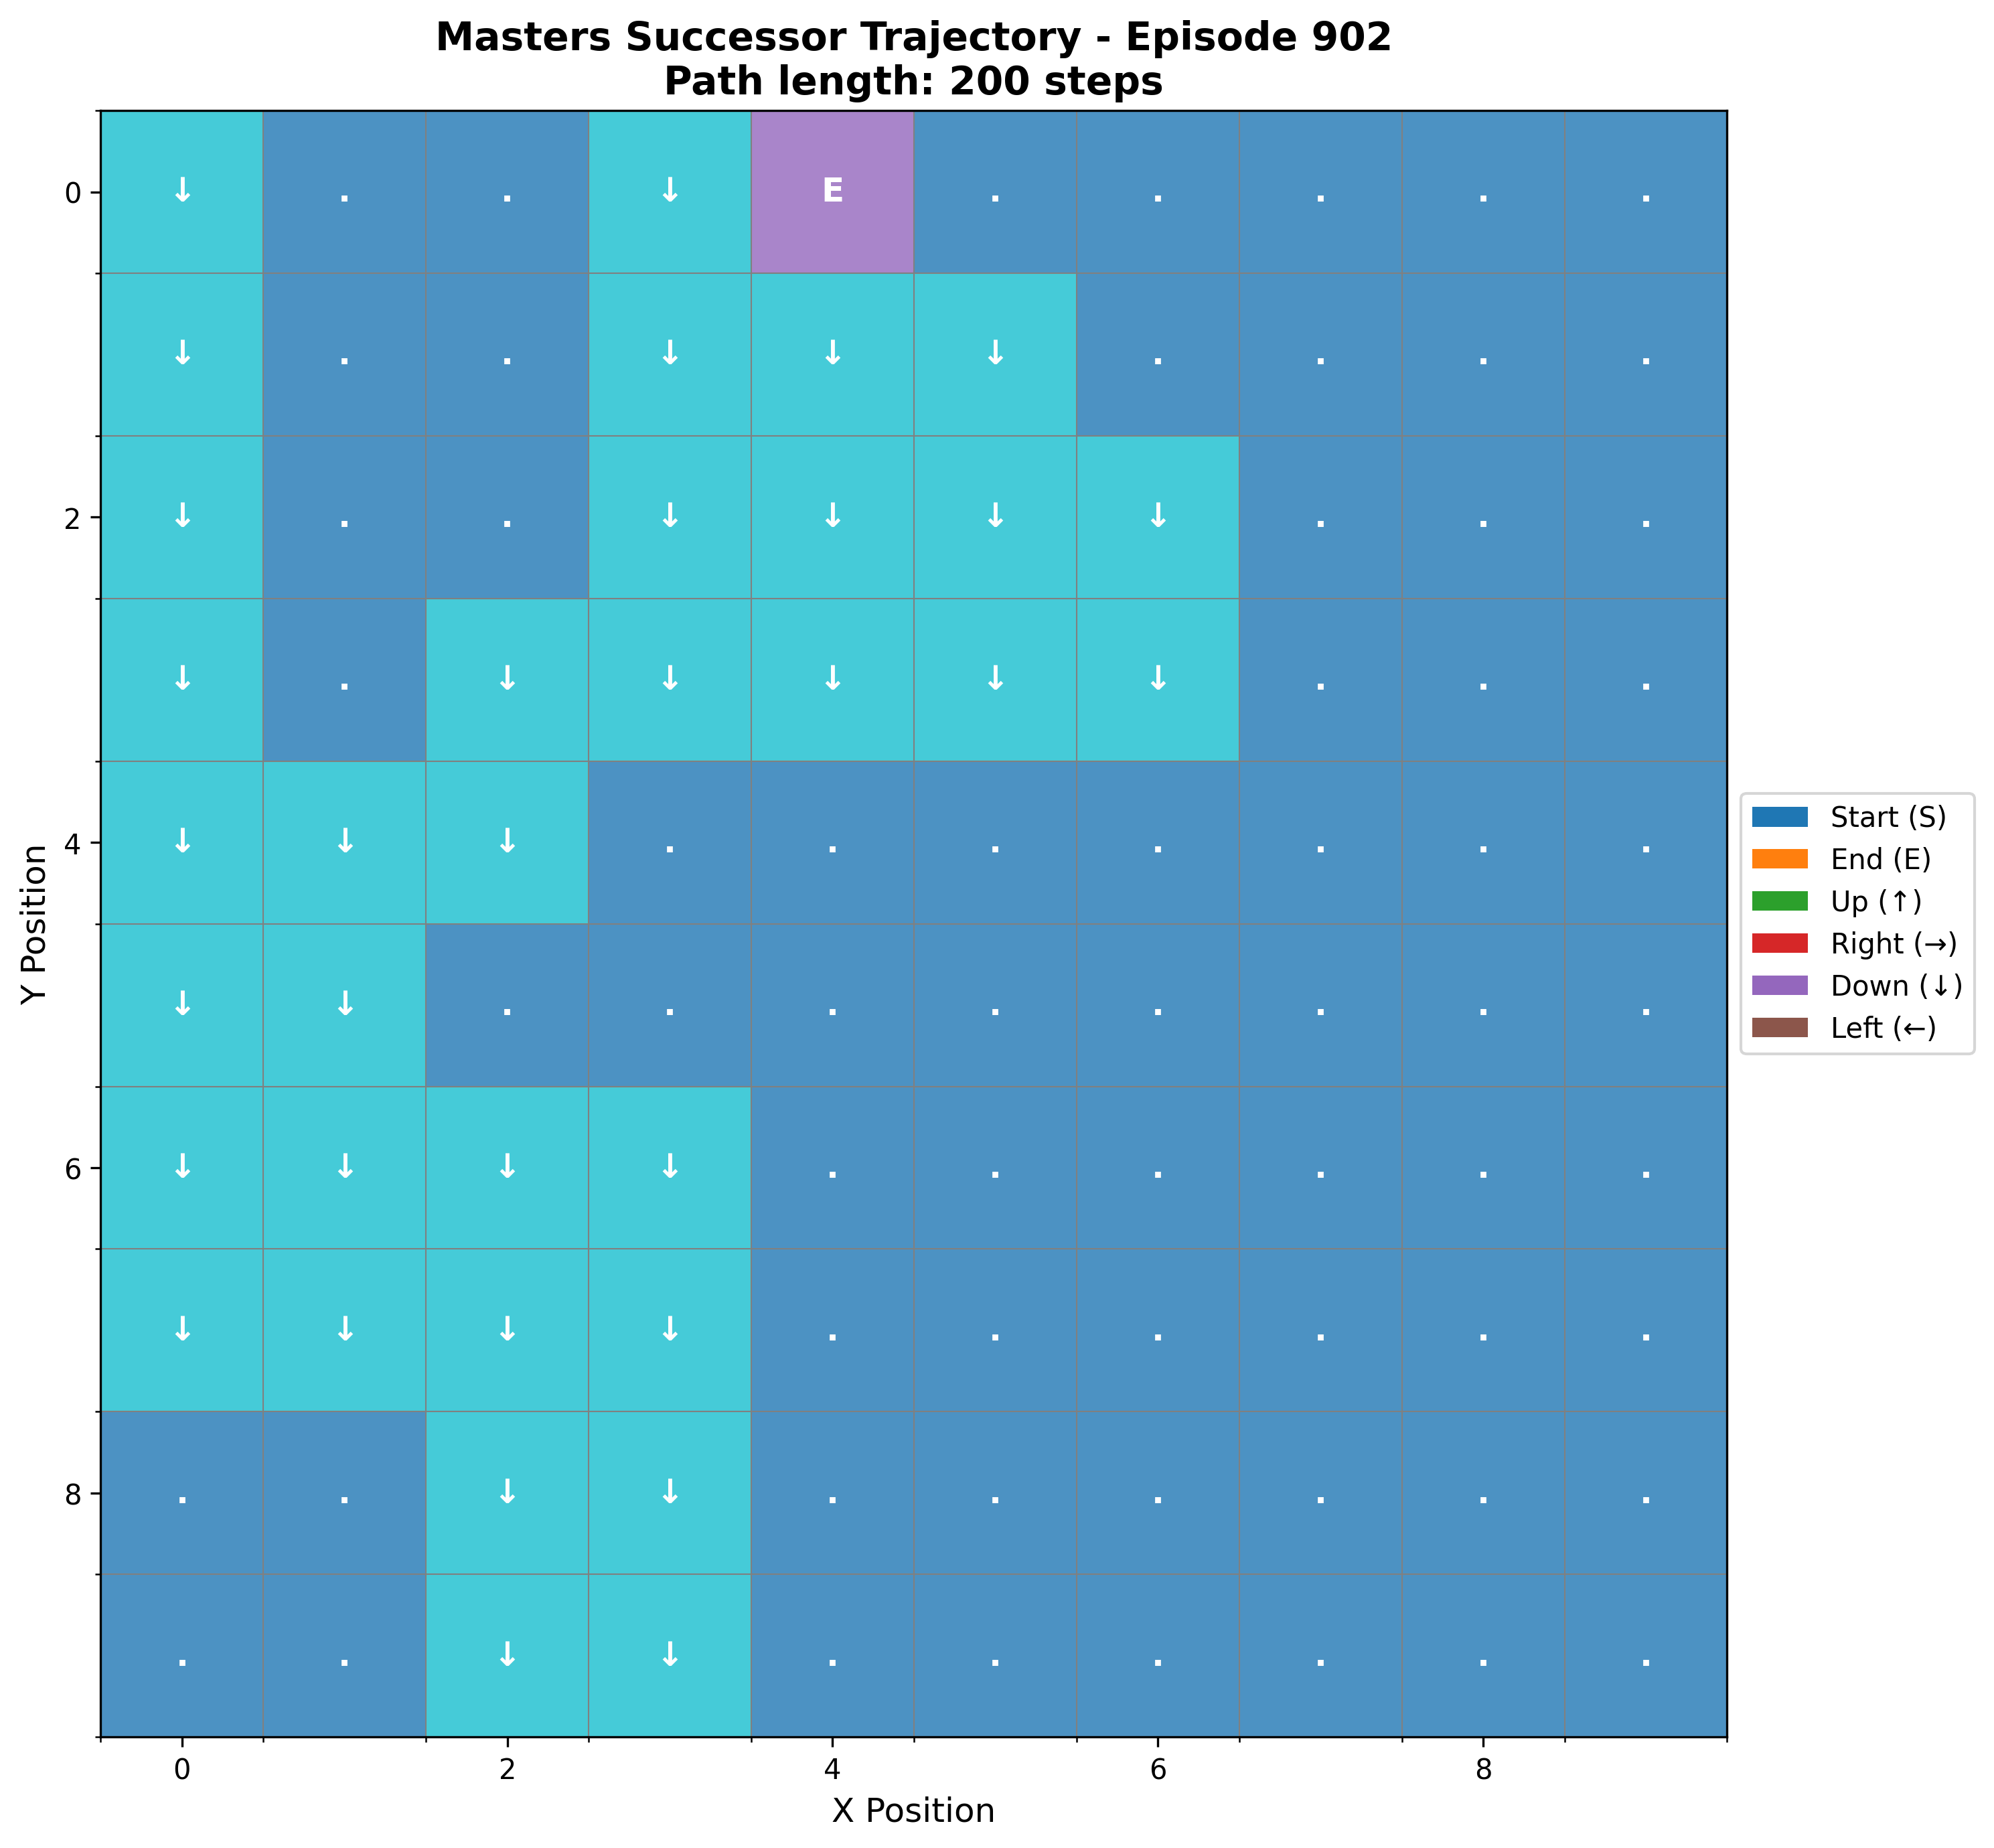 Masters Successor Trajectory - Episode 902
Path length: 200 steps
0 ↓ . . ↓ E . . . . .
↓ . . ↓ ↓ ↓ . . . .
2 ↓ . . ↓ ↓ ↓ ↓ . . .
↓ . ↓ ↓ ↓ ↓ ↓ . . .
4 ↓ ↓ ↓ . . . . . . .
↓ ↓ . . . . . . . .
6 ↓ ↓ ↓ ↓ . . . . . .
↓ ↓ ↓ ↓ . . . . . .
8 . . ↓ ↓ . . . . . .
. . ↓ ↓ . . . . . .
0 2 4 6 8
X Position
Y Position
Start (S)
End (E)
Up (↑)
Right (→)
Down (↓)
Left (←)